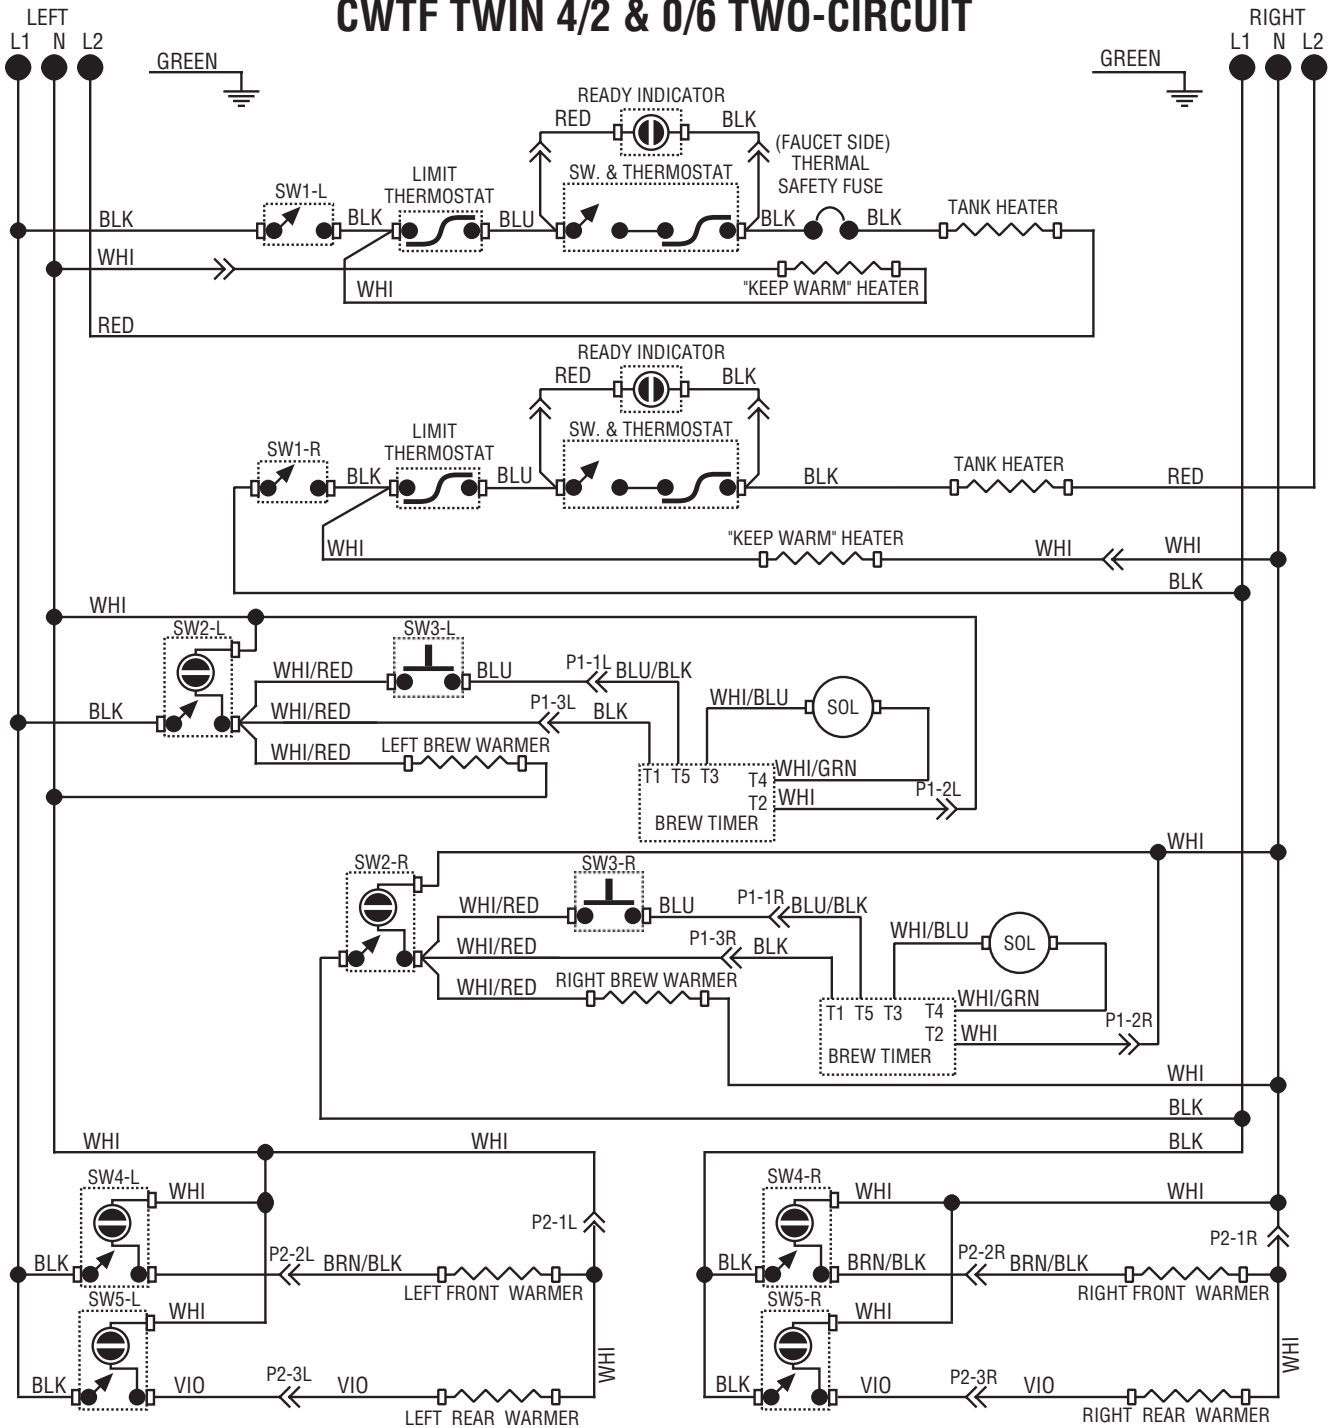 CWTF TWIN 4/2 & 0/6 TWO-CIRCUIT
LEFT
L1 N L2
RIGHT
L1 N L2
GREEN
GREEN
READY INDICATOR
RED
BLK
(FAUCET SIDE)
THERMAL
SAFETY FUSE
LIMIT
THERMOSTAT
SW. & THERMOSTAT
SW1-L
BLK
BLK
BLU
BLK
BLK
TANK HEATER
WHI
WHI
"KEEP WARM" HEATER
RED
READY INDICATOR
RED
BLK
LIMIT
THERMOSTAT
SW. & THERMOSTAT
SW1-R
BLK
BLU
BLK
TANK HEATER
RED
WHI
"KEEP WARM" HEATER
WHI
WHI
BLK
WHI
SW2-L
SW3-L
WHI/RED
BLU
P1-1L
BLU/BLK
BLK
WHI/RED
P1-3L
BLK
WHI/BLU
SOL
WHI/RED
LEFT BREW WARMER
T1 T5 T3 T4
WHI/GRN
T2
WHI
P1-2L
BREW TIMER
WHI
SW2-R
SW3-R
WHI/RED
BLU
P1-1R
BLU/BLK
WHI/RED
P1-3R
BLK
WHI/BLU
SOL
WHI/RED
RIGHT BREW WARMER
T1 T5 T3 T4
WHI/GRN
T2
WHI
P1-2R
BREW TIMER
WHI
BLK
WHI
WHI
BLK
SW4-L
WHI
P2-1L
BLK
P2-2L
BRN/BLK
LEFT FRONT WARMER
SW5-L
WHI
BLK
VIO
P2-3L
VIO
WHI
LEFT REAR WARMER
SW4-R
WHI
WHI
P2-1R
BLK
BRN/BLK
P2-2R
BRN/BLK
RIGHT FRONT WARMER
SW5-R
WHI
BLK
VIO
P2-3R
VIO
WHI
RIGHT REAR WARMER